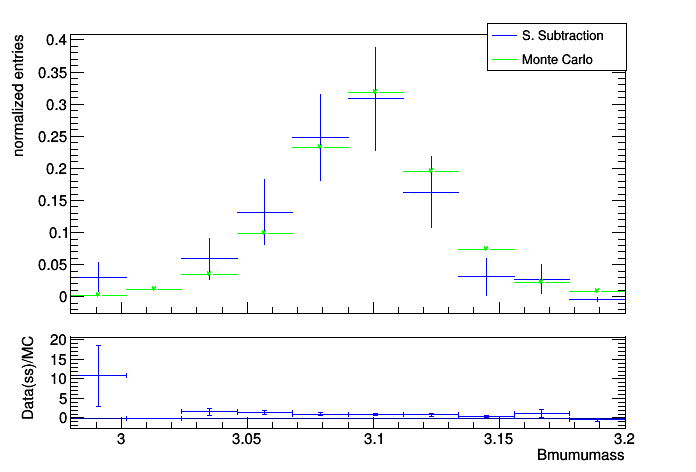 S. Subtraction
Monte Carlo
normalized entries
0.4
0.35
0.3
0.25
0.2
0.15
0.1
0.05
0
Data(ss)/MC
20
15
10
5
0
3 3.05 3.1 3.15 3.2
Bmumumass